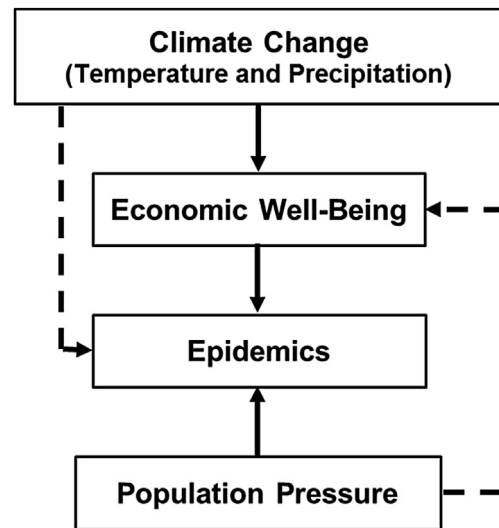 Climate Change
(Temperature and Precipitation)
Economic Well-Being
Epidemics
Population Pressure